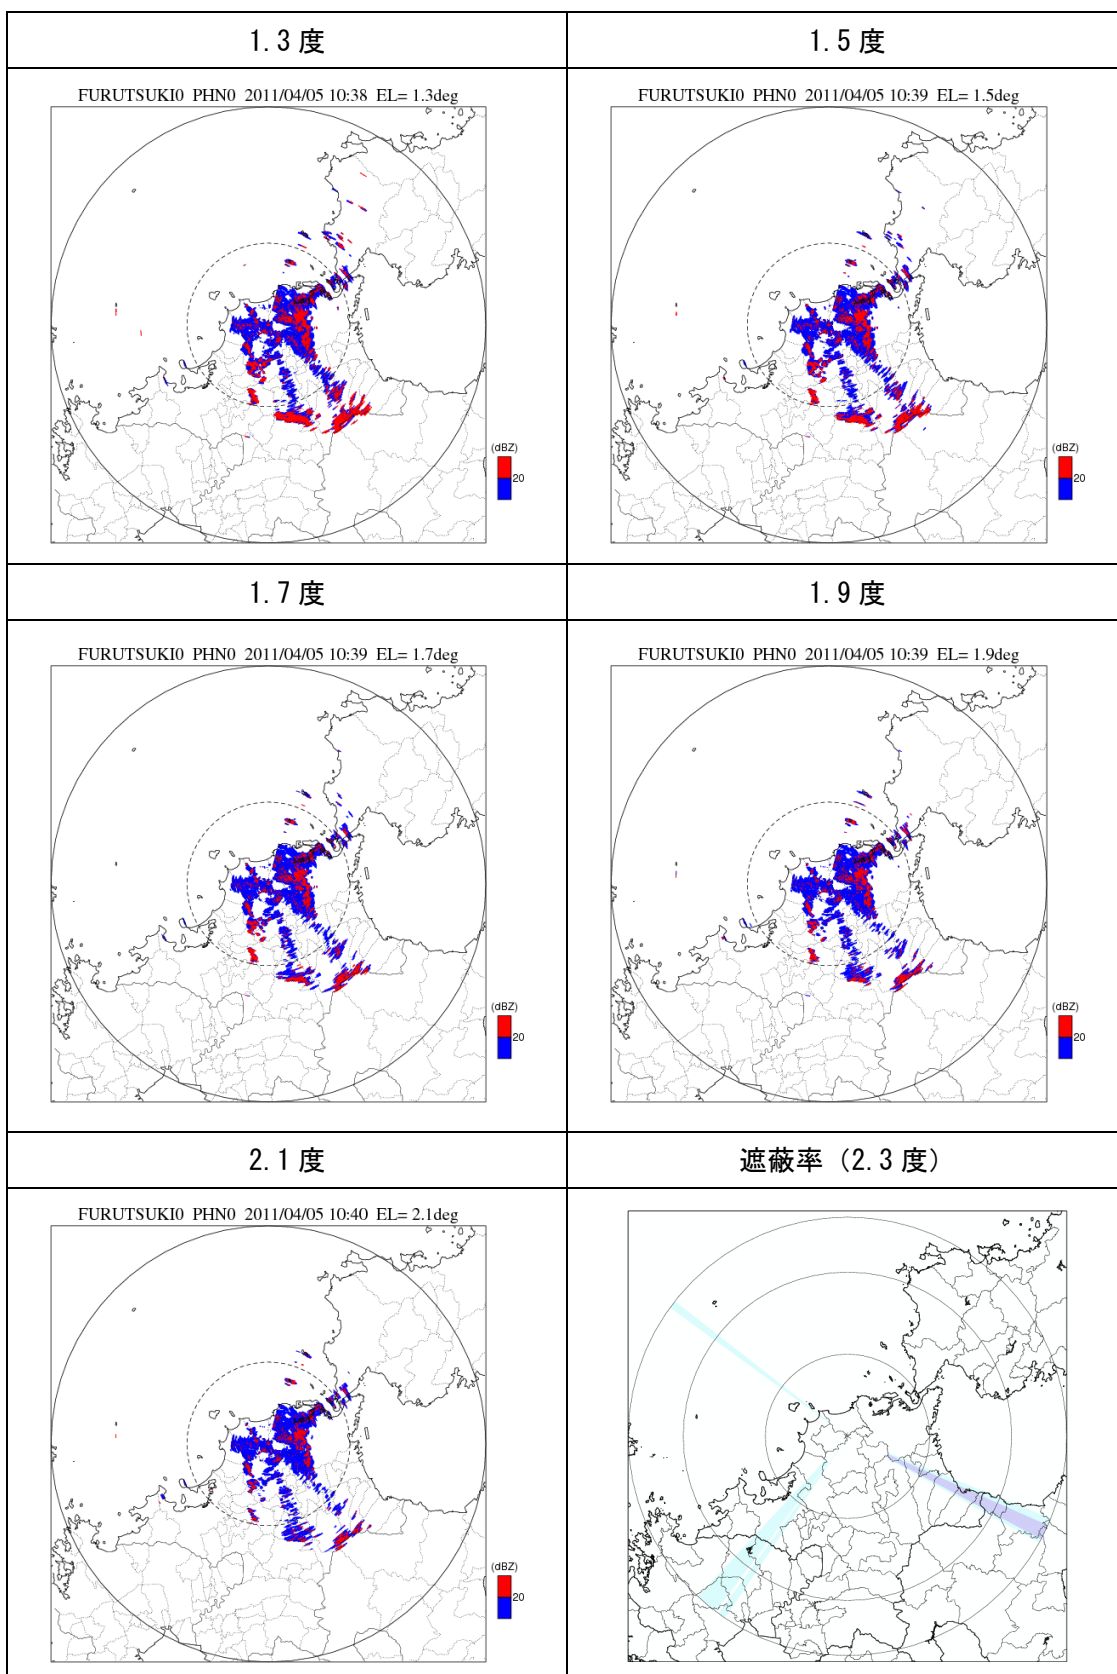 1.3 度
1.5 度
FURUTSUKI0 PHN0 2011/04/05 10:38 EL= 1.3deg
(dBZ)
20
FURUTSUKI0 PHN0 2011/04/05 10:39 EL= 1.5deg
(dBZ)
20
1.7 度
1.9 度
FURUTSUKI0 PHN0 2011/04/05 10:39 EL= 1.7deg
(dBZ)
20
FURUTSUKI0 PHN0 2011/04/05 10:39 EL= 1.9deg
(dBZ)
20
2.1 度
遮蔽率（2.3 度）
FURUTSUKI0 PHN0 2011/04/05 10:40 EL= 2.1deg
(dBZ)
20